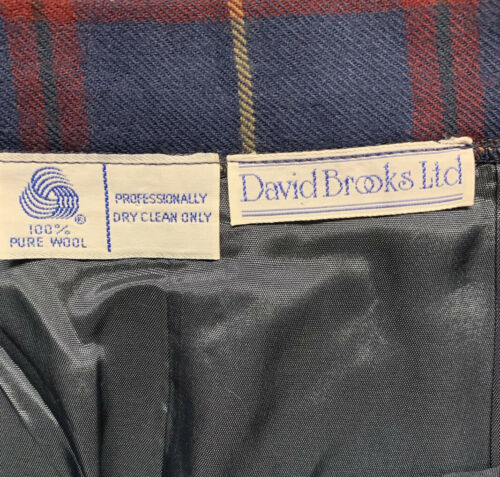 ®
100%
PURE WOOL
PROFESSIONALLY
DRY CLEAN ONLY
David Brooks Ltd